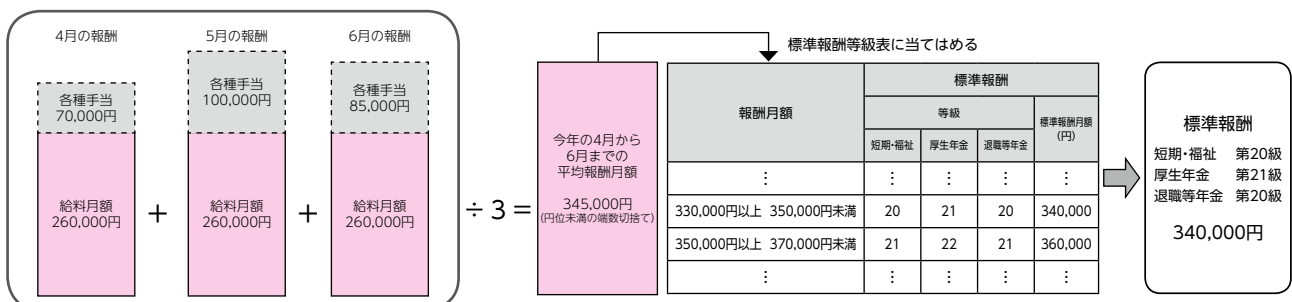 4月の報酬
5月の報酬
6月の報酬
各種手当
70,000円
各種手当
100,000円
各種手当
85,000円
給料月額
260,000円
+
給料月額
260,000円
+
給料月額
260,000円
÷3=
今年の4月から
6月までの
平均報酬月額
345,000円
(円位未満の端数切捨て)
標準報酬等級表に当てはめる
報酬月額
標準報酬
等級
標準報酬月額
(円)
短期・福祉 厚生年金 退職等年金
⋮ ⋮ ⋮ ⋮ ⋮
330,000円以上 350,000円未満 20 21 20 340,000
350,000円以上 370,000円未満 21 22 21 360,000
⋮ ⋮ ⋮ ⋮ ⋮
標準報酬
短期・福祉 第20級
厚生年金 第21級
退職等年金 第20級
340,000円